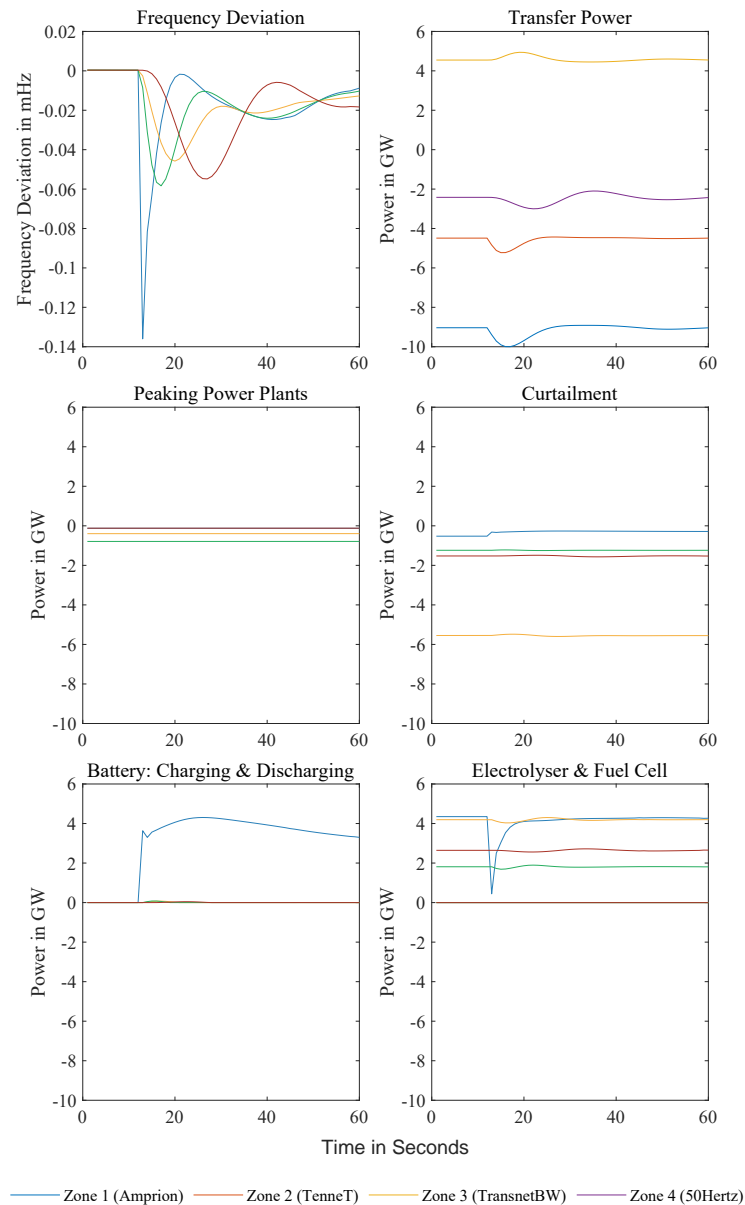 Frequency Deviation
Frequency Deviation in mHz
0.02
0
-0.02
-0.04
-0.06
-0.08
-0.1
-0.12
-0.14
0 20 40 60
Transfer Power
Power in GW
6
4
2
0
-2
-4
-6
-8
-10
0 20 40 60
Peaking Power Plants
Power in GW
6
4
2
0
-2
-4
-6
-8
-10
0 20 40 60
Curtailment
Power in GW
6
4
2
0
-2
-4
-6
-8
-10
0 20 40 60
Battery: Charging & Discharging
Power in GW
6
4
2
0
-2
-4
-6
-8
-10
0 20 40 60
Electrolyser & Fuel Cell
Power in GW
6
4
2
0
-2
-4
-6
-8
-10
0 20 40 60
Time in Seconds
Zone 1 (Amprion) Zone 2 (TenneT) Zone 3 (TransnetBW) Zone 4 (50Hertz)